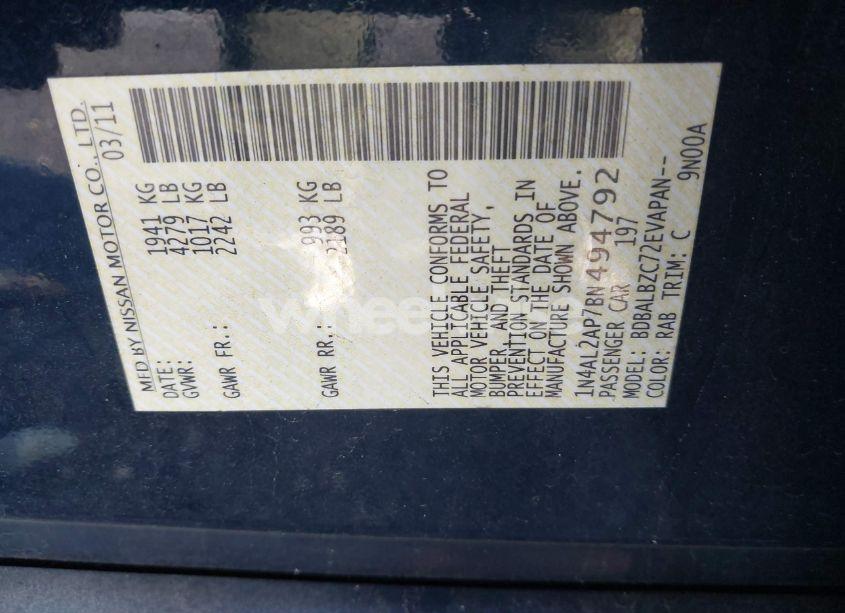 MFD BY NISSAN MOTOR CO., LTD.
DATE: 03/11
GVWR: 1941 KG
4279 LB
GAWR FR.: 1017 KG
2242 LB
GAWR RR.: 993 KG
2189 LB
THIS VEHICLE CONFORMS TO
ALL APPLICABLE FEDERAL
MOTOR VEHICLE SAFETY,
BUMPER, AND THEFT
PREVENTION STANDARDS IN
EFFECT ON THE DATE OF
MANUFACTURE SHOWN ABOVE.
1N4AL2AP7BN494792
PASSENGER CAR 197
MODEL: BDBALBZC72EVAPAN--
COLOR: RAB TRIM: C 9N00A